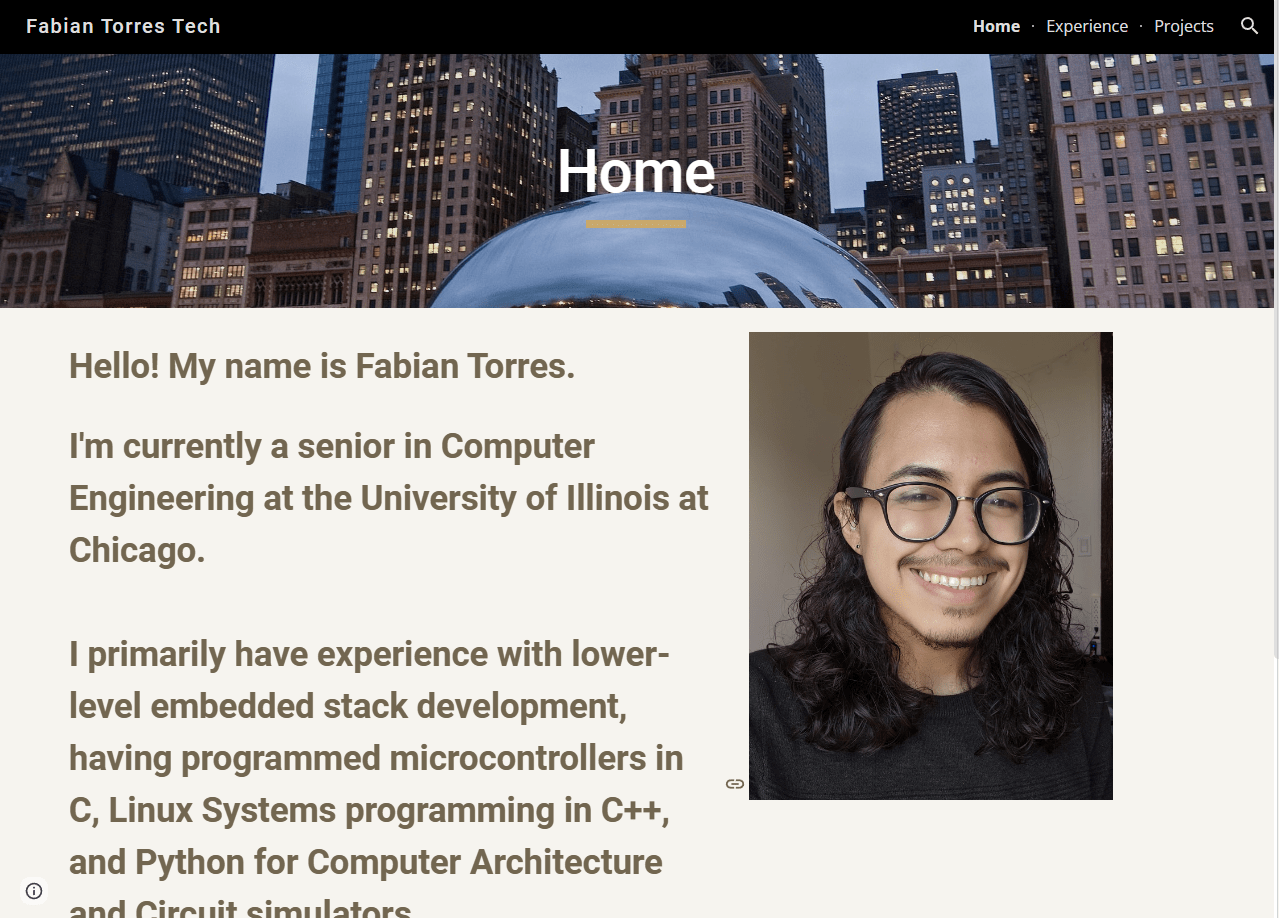 Fabian Torres Tech
Home · Experience · Projects
Home
Hello! My name is Fabian Torres.
I'm currently a senior in Computer
Engineering at the University of Illinois at
Chicago.
I primarily have experience with lower-
level embedded stack development,
having programmed microcontrollers in
C, Linux Systems programming in C++,
and Python for Computer Architecture
and Circuit simulators